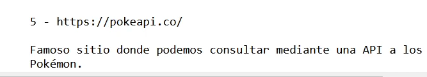 5 - https://pokeapi.co/
Famoso sitio donde podemos consultar mediante una API a los
Pokémon.